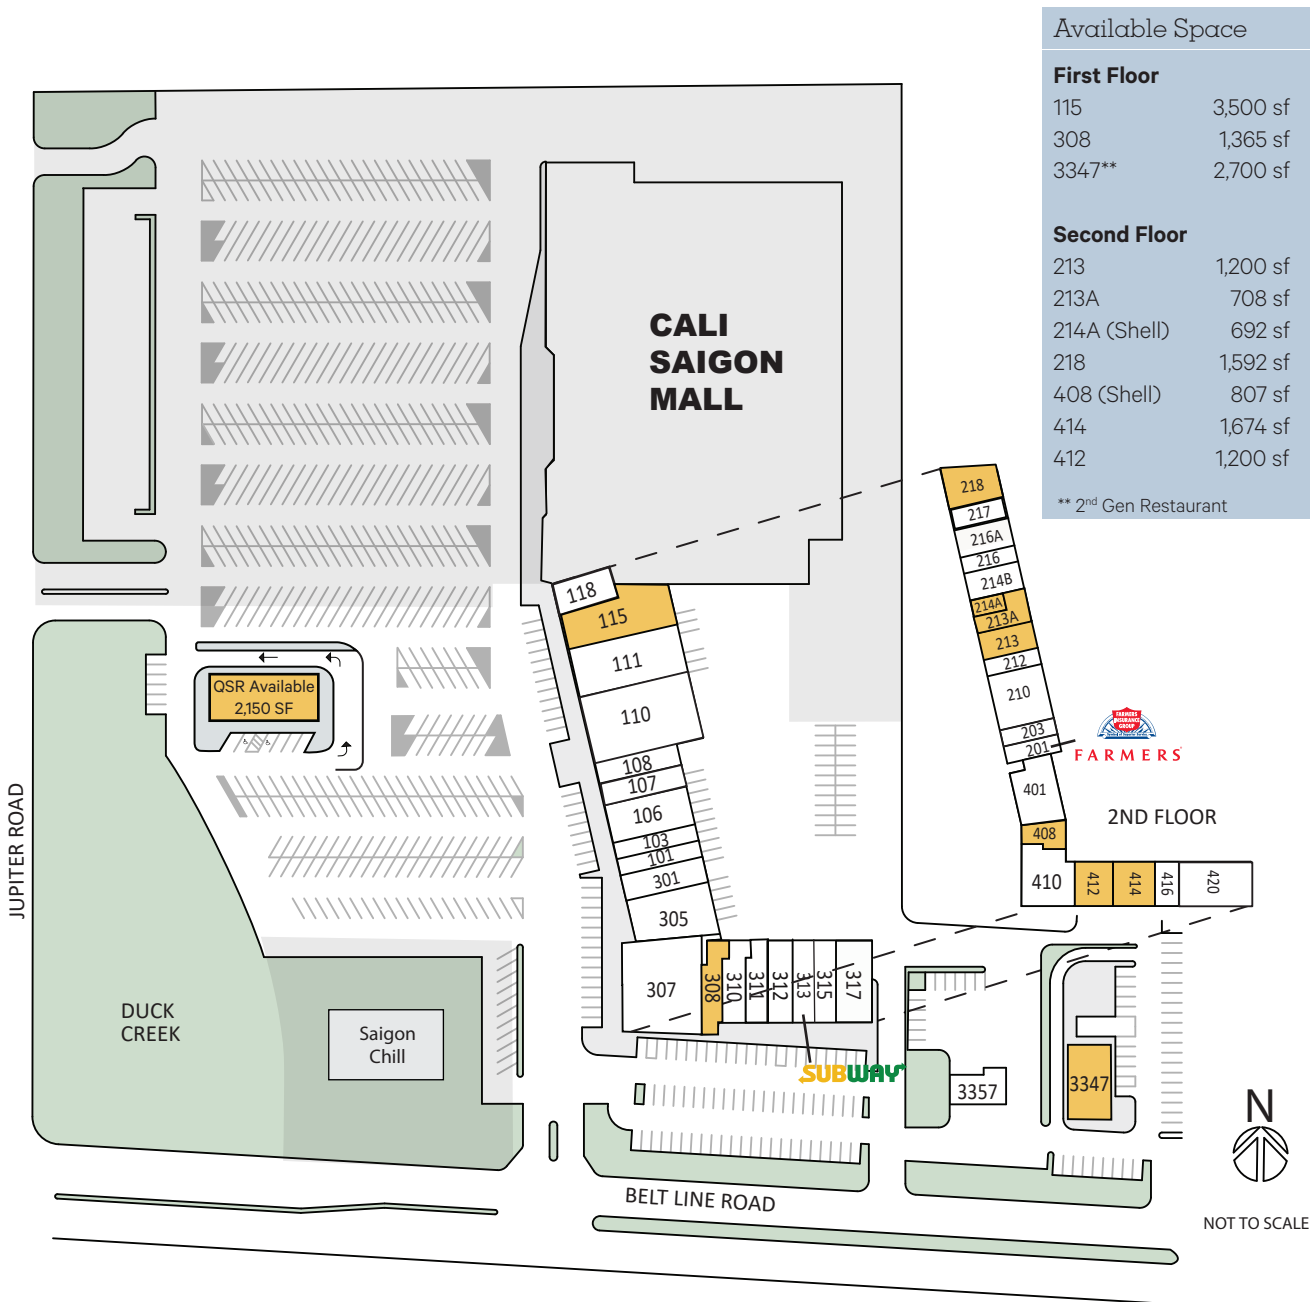 Available Space
First Floor
115 3,500 sf
308 1,365 sf
3347** 2,700 sf
Second Floor
213 1,200 sf
213A 708 sf
214A (Shell) 692 sf
218 1,592 sf
408 (Shell) 807 sf
414 1,674 sf
412 1,200 sf
** 2nd Gen Restaurant
CALI
SAIGON
MALL
218
217
216A
216
214B
214A
213A
213
212
210
203
201
FARMERS
INSURANCE
GROUP
FARMERS
401
408
410
412
414
416
420
2ND FLOOR
118
115
111
110
108
107
106
103
101
301
305
307
308
310
311
312
313
315
317
SUBWAY
QSR Available
2,150 SF
JUPITER ROAD
DUCK
CREEK
Saigon
Chill
3357
3347
BELT LINE ROAD
N
NOT TO SCALE